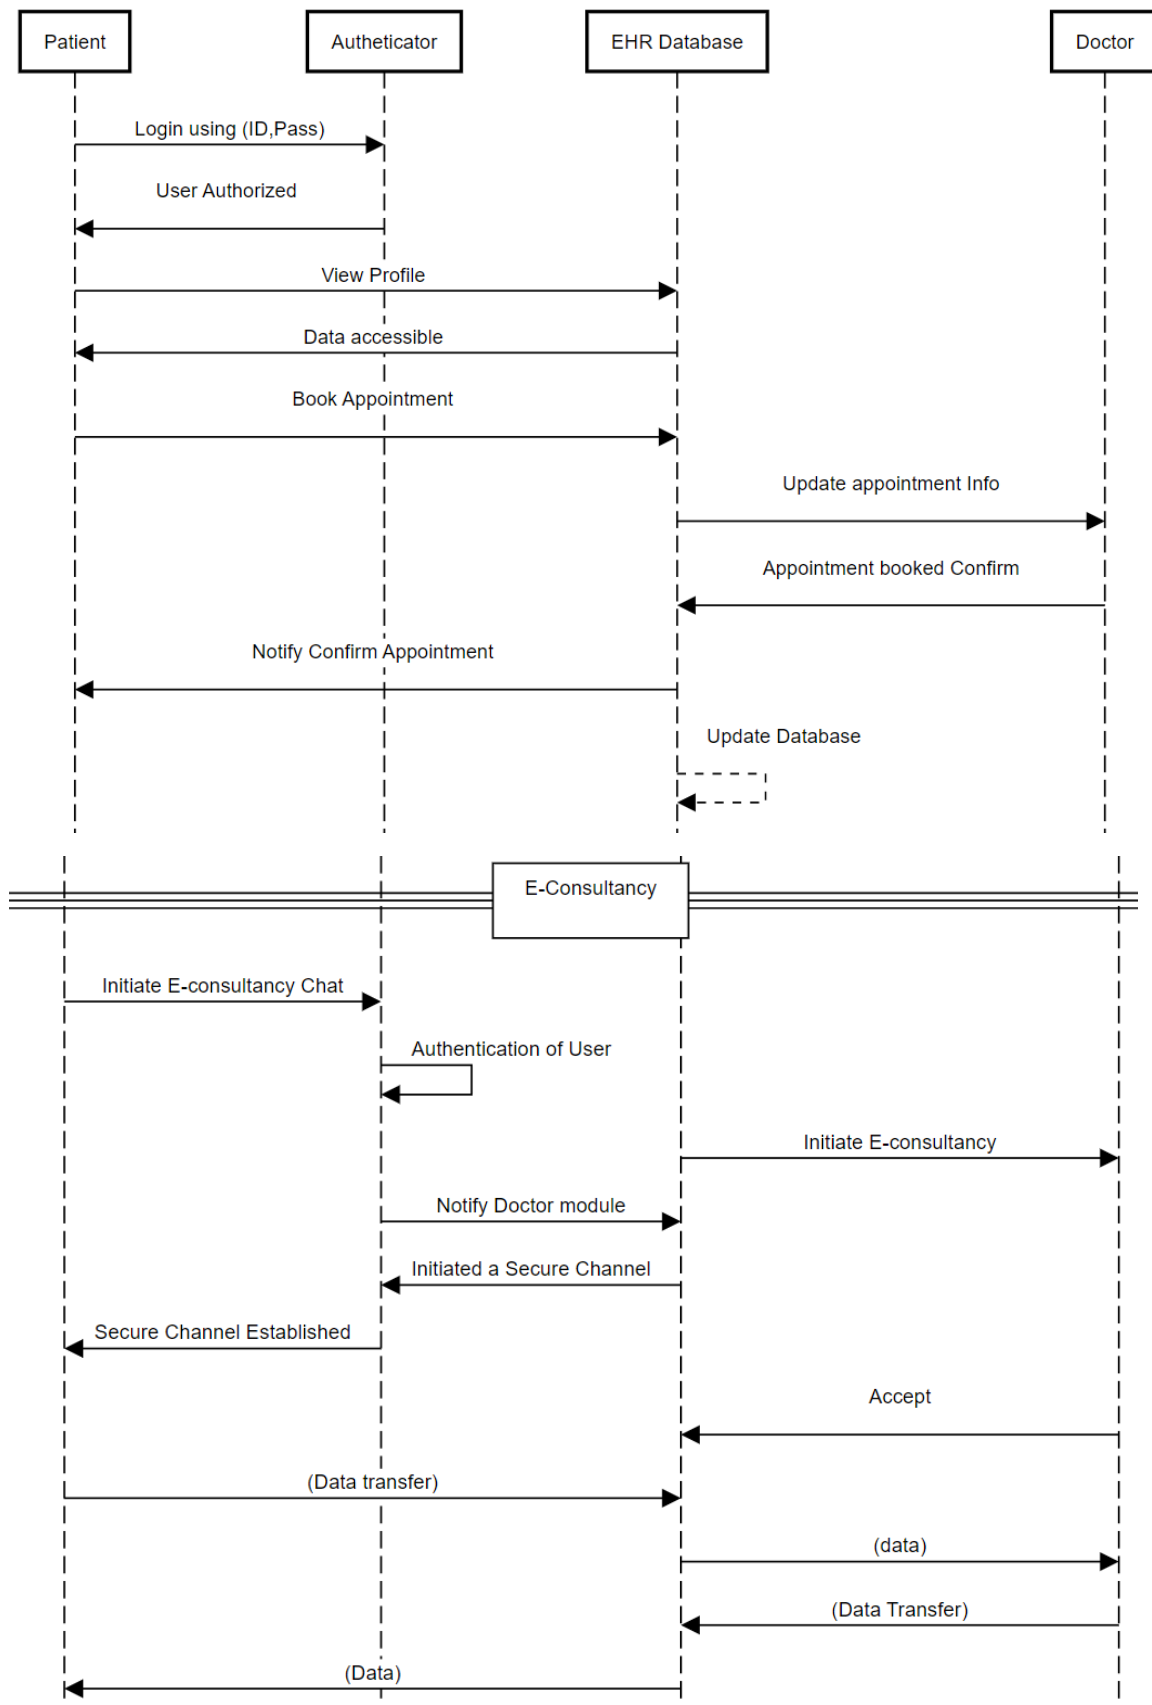 Patient
Autheticator
EHR Database
Doctor
Login using (ID,Pass)
User Authorized
View Profile
Data accessible
Book Appointment
Update appointment Info
Appointment booked Confirm
Notify Confirm Appointment
Update Database
E-Consultancy
Initiate E-consultancy Chat
Authentication of User
Initiate E-consultancy
Notify Doctor module
Initiated a Secure Channel
Secure Channel Established
Accept
(Data transfer)
(data)
(Data Transfer)
(Data)